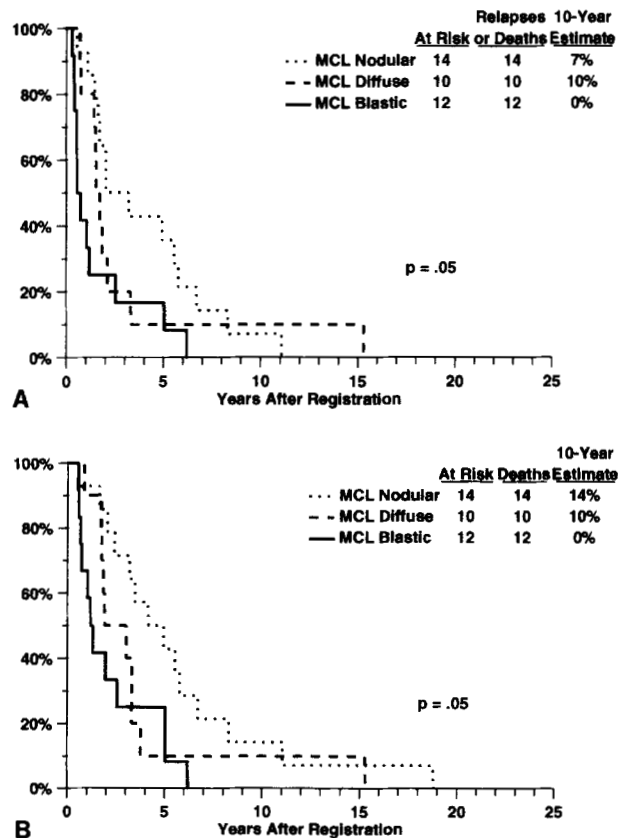 Relapses 10-Year
At Risk or Deaths Estimate
MCL Nodular 14 14 7%
MCL Diffuse 10 10 10%
MCL Blastic 12 12 0%
100%
80%
60%
40%
20%
0%
p = .05
0 5 10 15 20 25
Years After Registration
A
10-Year
At Risk Deaths Estimate
MCL Nodular 14 14 14%
MCL Diffuse 10 10 10%
MCL Blastic 12 12 0%
100%
80%
60%
40%
20%
0%
p = .05
0 5 10 15 20 25
Years After Registration
B